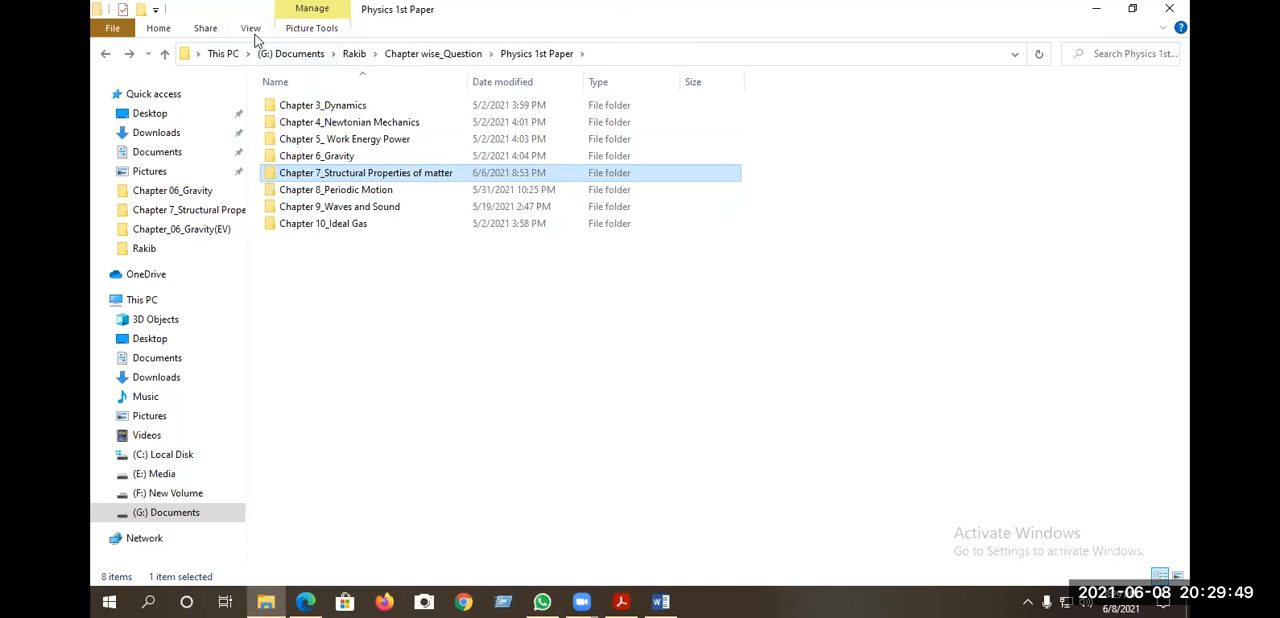 Manage
Physics 1st Paper
File
Home
Share
View
Picture Tools
This PC
(G:) Documents
Rakib
Chapter wise_Question
Physics 1st Paper
Search Physics 1st...
Name
Date modified
Type
Size
Chapter 3_Dynamics 5/2/2021 3:59 PM File folder
Chapter 4_Newtonian Mechanics 5/2/2021 4:01 PM File folder
Chapter 5_ Work Energy Power 5/2/2021 4:03 PM File folder
Chapter 6_Gravity 5/2/2021 4:04 PM File folder
Chapter 7_Structural Properties of matter 6/6/2021 8:53 PM File folder
Chapter 8_Periodic Motion 5/31/2021 10:25 PM File folder
Chapter 9_Waves and Sound 5/19/2021 2:47 PM File folder
Chapter 10_Ideal Gas 5/2/2021 3:58 PM File folder
Quick access
Desktop
Downloads
Documents
Pictures
Chapter 06_Gravity
Chapter 7_Structural Prope
Chapter_06_Gravity(EV)
Rakib
OneDrive
This PC
3D Objects
Desktop
Documents
Downloads
Music
Pictures
Videos
(C:) Local Disk
(E:) Media
(F:) New Volume
(G:) Documents
Network
Activate Windows
Go to Settings to activate Windows.
8 items
1 item selected
2021-06-08 20:29:49
6/8/2021